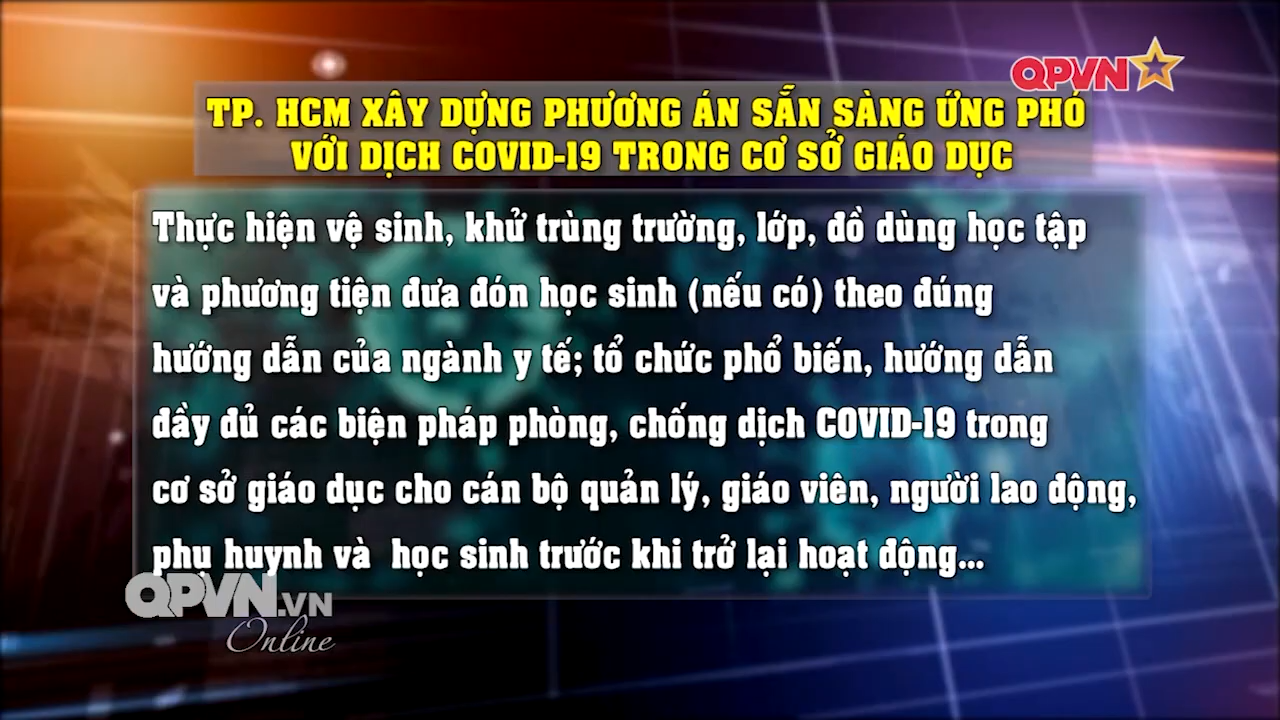 QPVN
TP. HCM XÂY DỰNG PHƯƠNG ÁN SẴN SÀNG ỨNG PHÓ
VỚI DỊCH COVID-19 TRONG CƠ SỞ GIÁO DỤC
Thực hiện vệ sinh, khử trùng trường, lớp, đồ dùng học tập
và phương tiện đưa đón học sinh (nếu có) theo đúng
hướng dẫn của ngành y tế; tổ chức phổ biến, hướng dẫn
đầy đủ các biện pháp phòng, chống dịch COVID-19 trong
cơ sở giáo dục cho cán bộ quản lý, giáo viên, người lao động,
phụ huynh và học sinh trước khi trở lại hoạt động...
QPVN.VN
Online